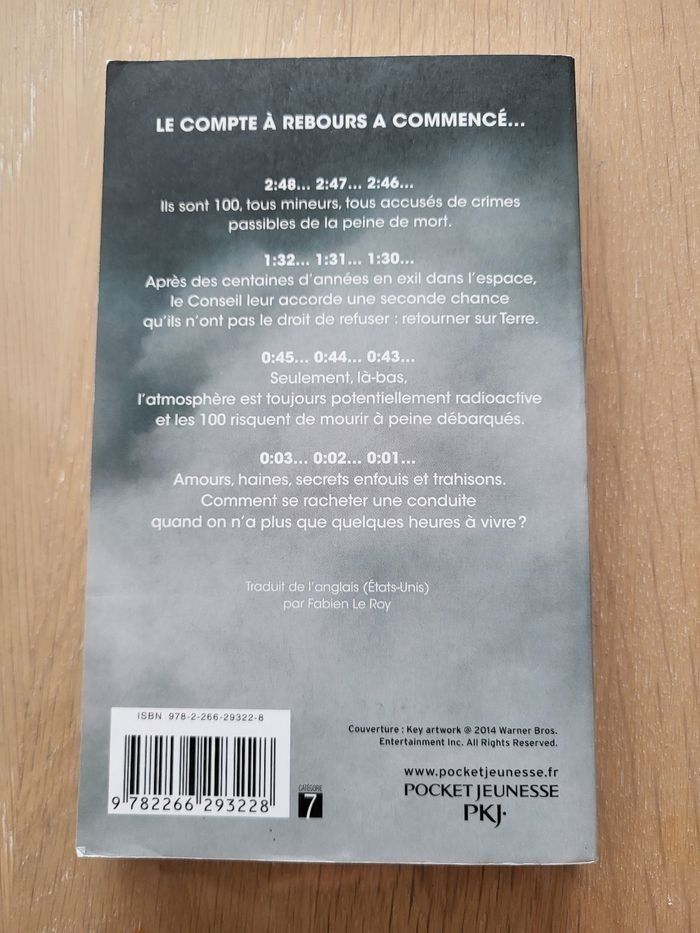 LE COMPTE À REBOURS A COMMENCÉ...
2:48... 2:47... 2:46...
Ils sont 100, tous mineurs, tous accusés de crimes
passibles de la peine de mort.
1:32... 1:31... 1:30...
Après des centaines d'années en exil dans l'espace,
le Conseil leur accorde une seconde chance
qu'ils n'ont pas le droit de refuser : retourner sur Terre.
0:45... 0:44... 0:43...
Seulement, là-bas,
l'atmosphère est toujours potentiellement radioactive
et les 100 risquent de mourir à peine débarqués.
0:03... 0:02... 0:01...
Amours, haines, secrets enfouis et trahisons.
Comment se racheter une conduite
quand on n'a plus que quelques heures à vivre ?
Traduit de l'anglais (États-Unis)
par Fabien Le Roy
ISBN 978-2-266-29322-8
9 782266 293228
CATÉGORIE
7
Couverture : Key artwork @ 2014 Warner Bros.
Entertainment Inc. All Rights Reserved.
www.pocketjeunesse.fr
POCKET JEUNESSE
PKJ·